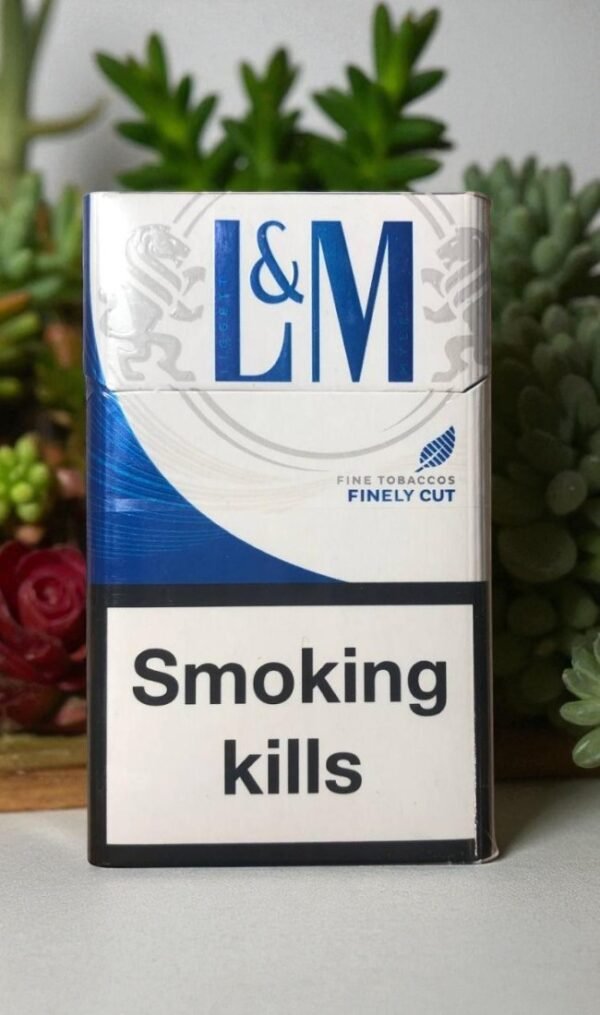 L&M
FINE TOBACCOS
FINELY CUT
Smoking
kills